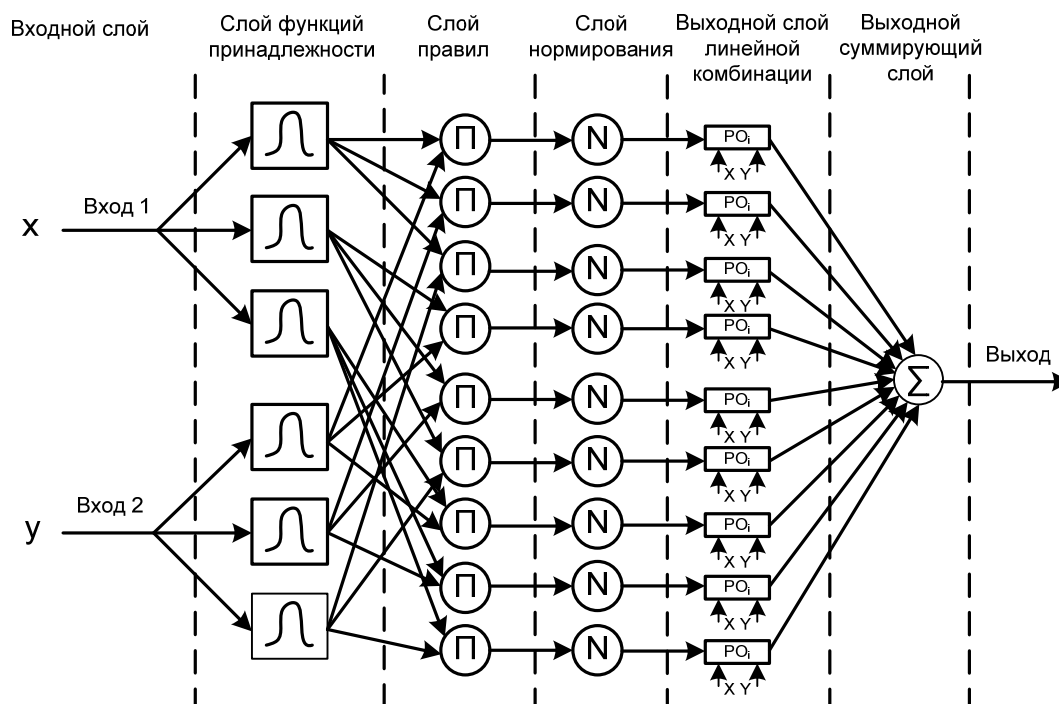 Входной слой
Слой функций
принадлежности
Слой
правил
Слой
нормирования
Выходной слой
линейной
комбинации
Выходной
суммирующий
слой
x
Вход 1
y
Вход 2
П
П
П
П
П
П
П
П
П
N
N
N
N
N
N
N
N
N
POi
X Y
POi
X Y
POi
X Y
POi
X Y
POi
X Y
POi
X Y
POi
X Y
POi
X Y
POi
X Y
Σ
Выход